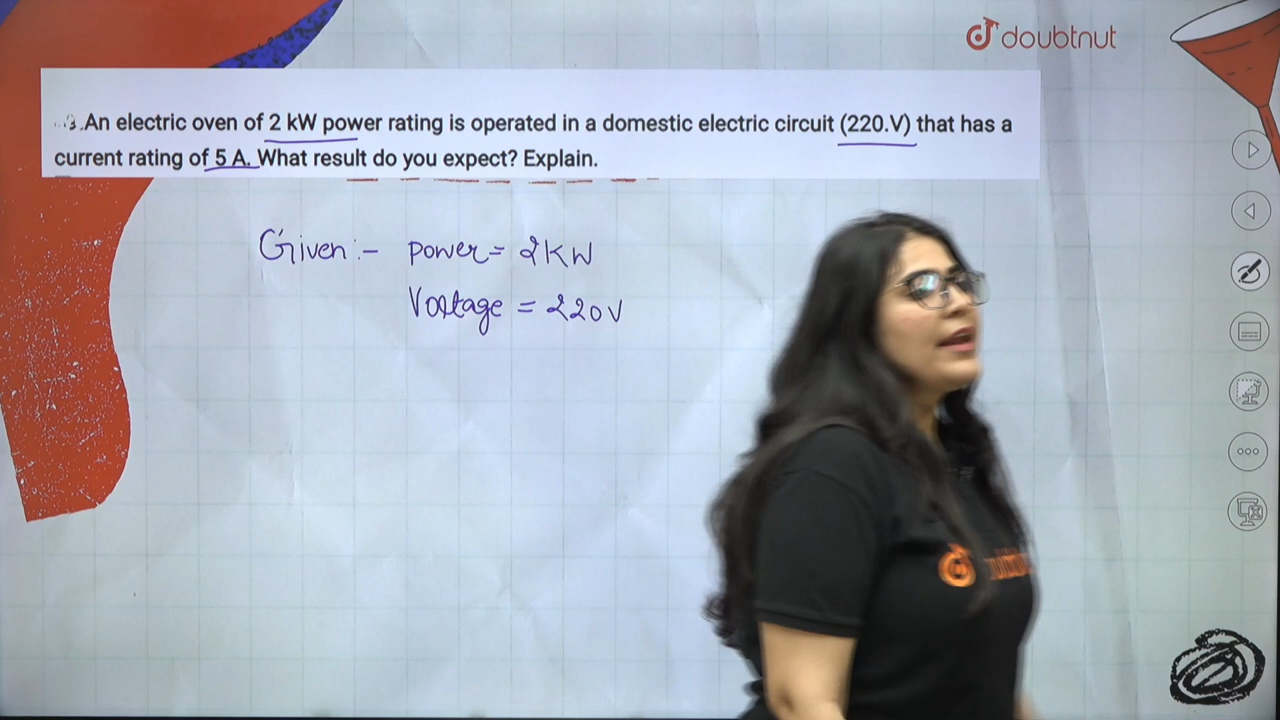 doubtnut
.An electric oven of 2 kW power rating is operated in a domestic electric circuit (220.V) that has a
current rating of 5 A. What result do you expect? Explain.
Given :- power = 2KW
Voltage = 220V